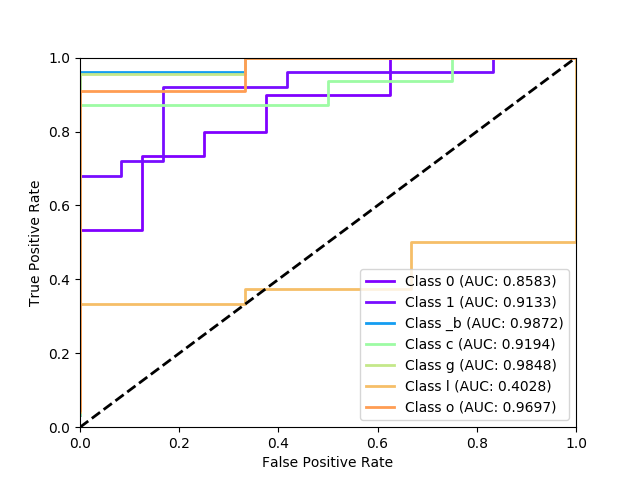 1.0
0.8
0.6
0.4
0.2
0.0
True Positive Rate
Class 0 (AUC: 0.8583)
Class 1 (AUC: 0.9133)
Class _b (AUC: 0.9872)
Class c (AUC: 0.9194)
Class g (AUC: 0.9848)
Class l (AUC: 0.4028)
Class o (AUC: 0.9697)
0.0 0.2 0.4 0.6 0.8 1.0
False Positive Rate